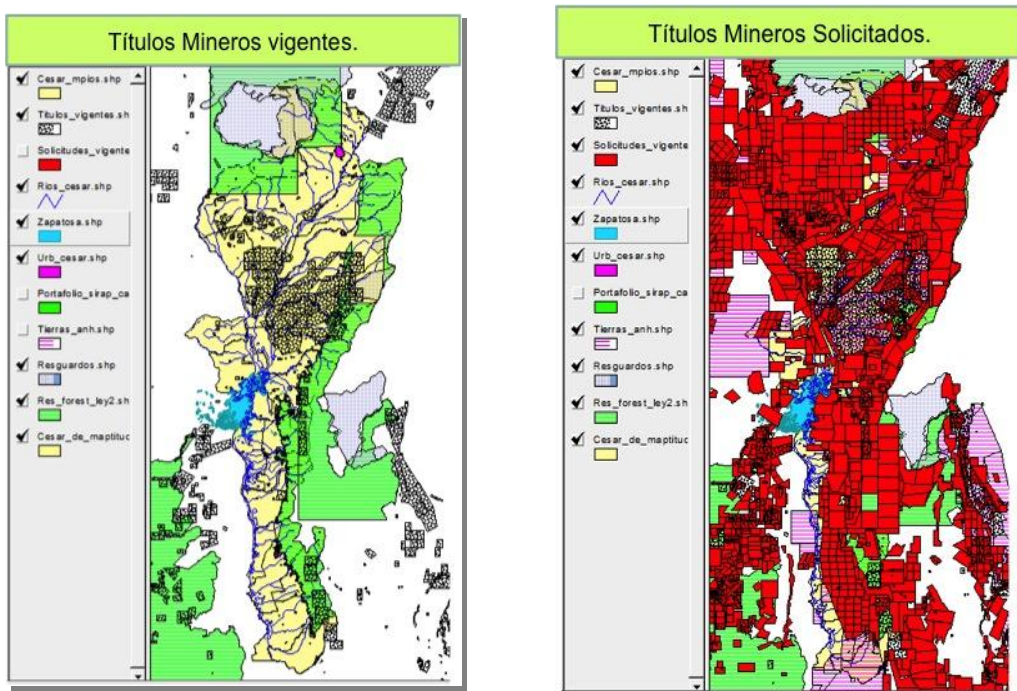 Títulos Mineros vigentes.
Cesar_mpios.shp
Titulos_vigentes.sh
Solicitudes_vigente
Rios_cesar.shp
Zapatosa.shp
Urb_cesar.shp
Portafolio_sirap_ca
Tierras_anh.shp
Resguardos.shp
Res_forest_ley2.sh
Cesar_de_maptitud
Títulos Mineros Solicitados.
Cesar_mpios.shp
Titulos_vigentes.sh
Solicitudes_vigente
Rios_cesar.shp
Zapatosa.shp
Urb_cesar.shp
Portafolio_sirap_ca
Tierras_anh.shp
Resguardos.shp
Res_forest_ley2.sh
Cesar_de_maptitud